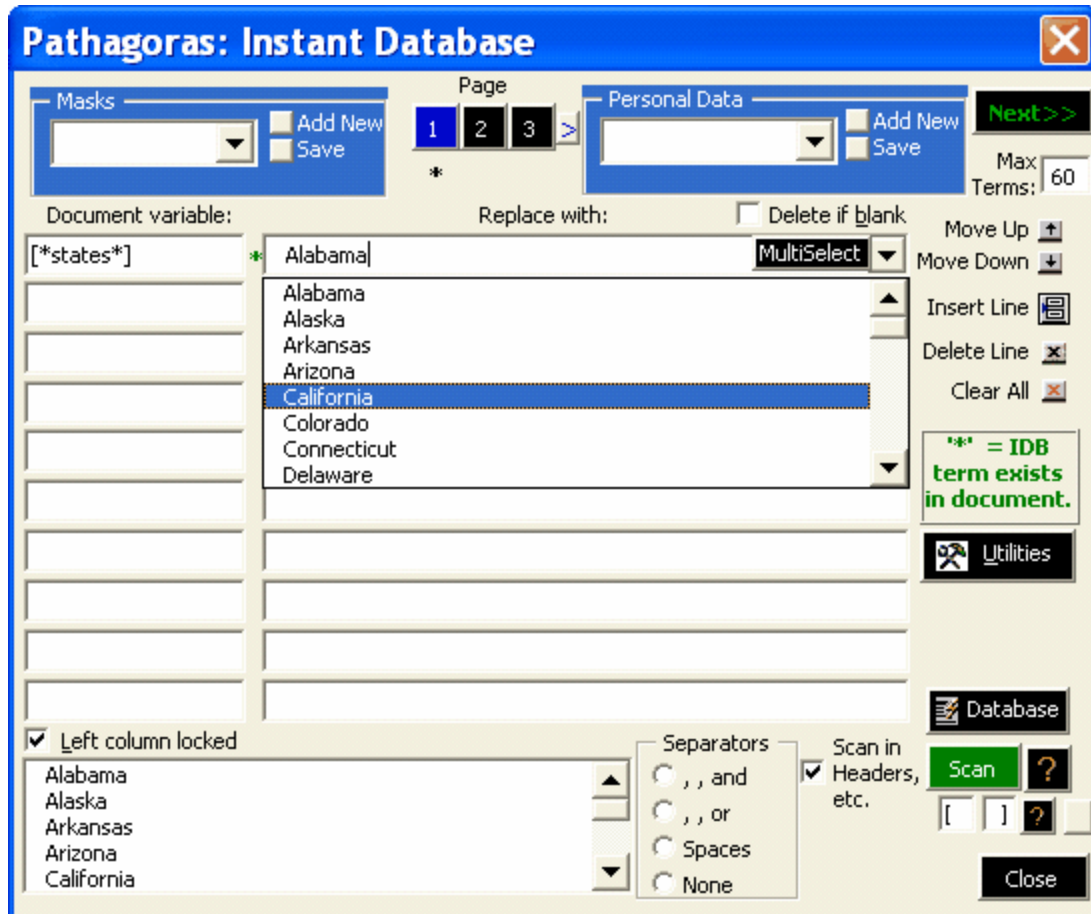 Pathagoras: Instant Database
Masks
Add New
Save
Page
1 2 3 >
*
Personal Data
Add New
Save
Next>>
Max
Terms: 60
Document variable:
Replace with:
Delete if blank
[*states*]
* Alabama
MultiSelect
Alabama
Alaska
Arkansas
Arizona
California
Colorado
Connecticut
Delaware
Move Up
Move Down
Insert Line
Delete Line
Clear All
'*' = IDB
term exists
in document.
Utilities
Database
Left column locked
Alabama
Alaska
Arkansas
Arizona
California
Separators
, , and
, , or
Spaces
None
Scan in
Headers,
etc.
Scan ?
[ ] ?
Close